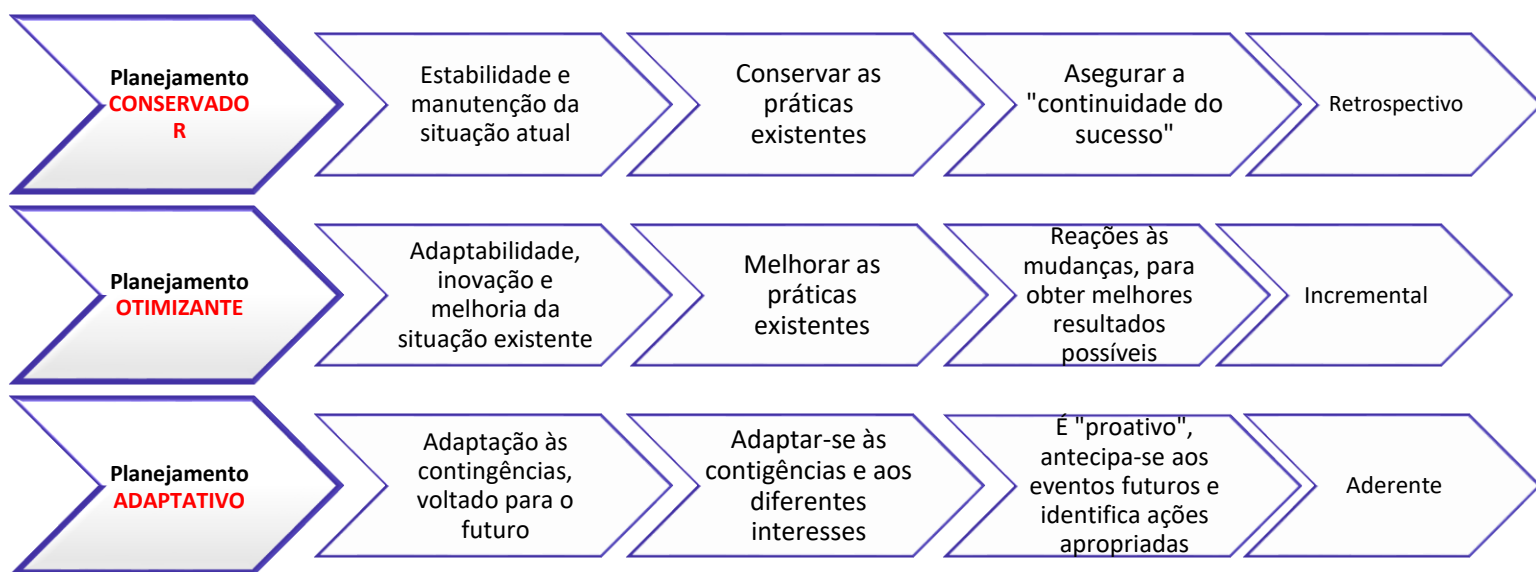 Planejamento
CONSERVADO
R
Estabilidade e
manutenção da
situação atual
Conservar as
práticas
existentes
Asegurar a
"continuidade do
sucesso"
Retrospectivo
Planejamento
OTIMIZANTE
Adaptabilidade,
inovação e
melhoria da
situação existente
Melhorar as
práticas
existentes
Reações às
mudanças, para
obter melhores
resultados
possíveis
Incremental
Planejamento
ADAPTATIVO
Adaptação às
contingências,
voltado para o
futuro
Adaptar-se às
contigências e aos
diferentes
interesses
É "proativo",
antecipa-se aos
eventos futuros e
identifica ações
apropriadas
Aderente